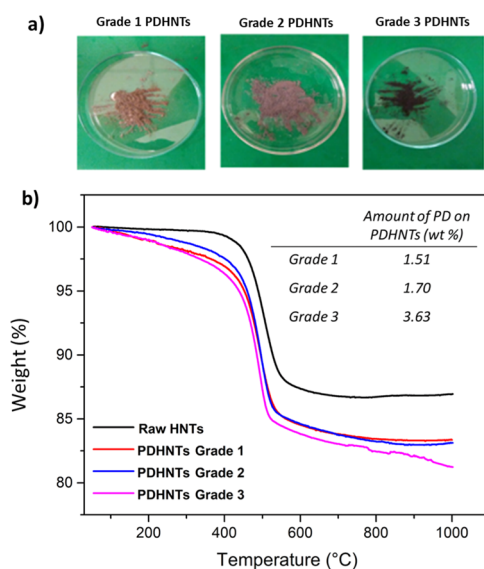 Grade 1 PDHNTs Grade 2 PDHNTs Grade 3 PDHNTs
a)
b)
Amount of PD on
PDHNTs (wt %)
Grade 1 1.51
Grade 2 1.70
Grade 3 3.63
100
95
90
85
80
Weight (%)
Raw HNTs
PDHNTs Grade 1
PDHNTs Grade 2
PDHNTs Grade 3
200 400 600 800 1000
Temperature (°C)